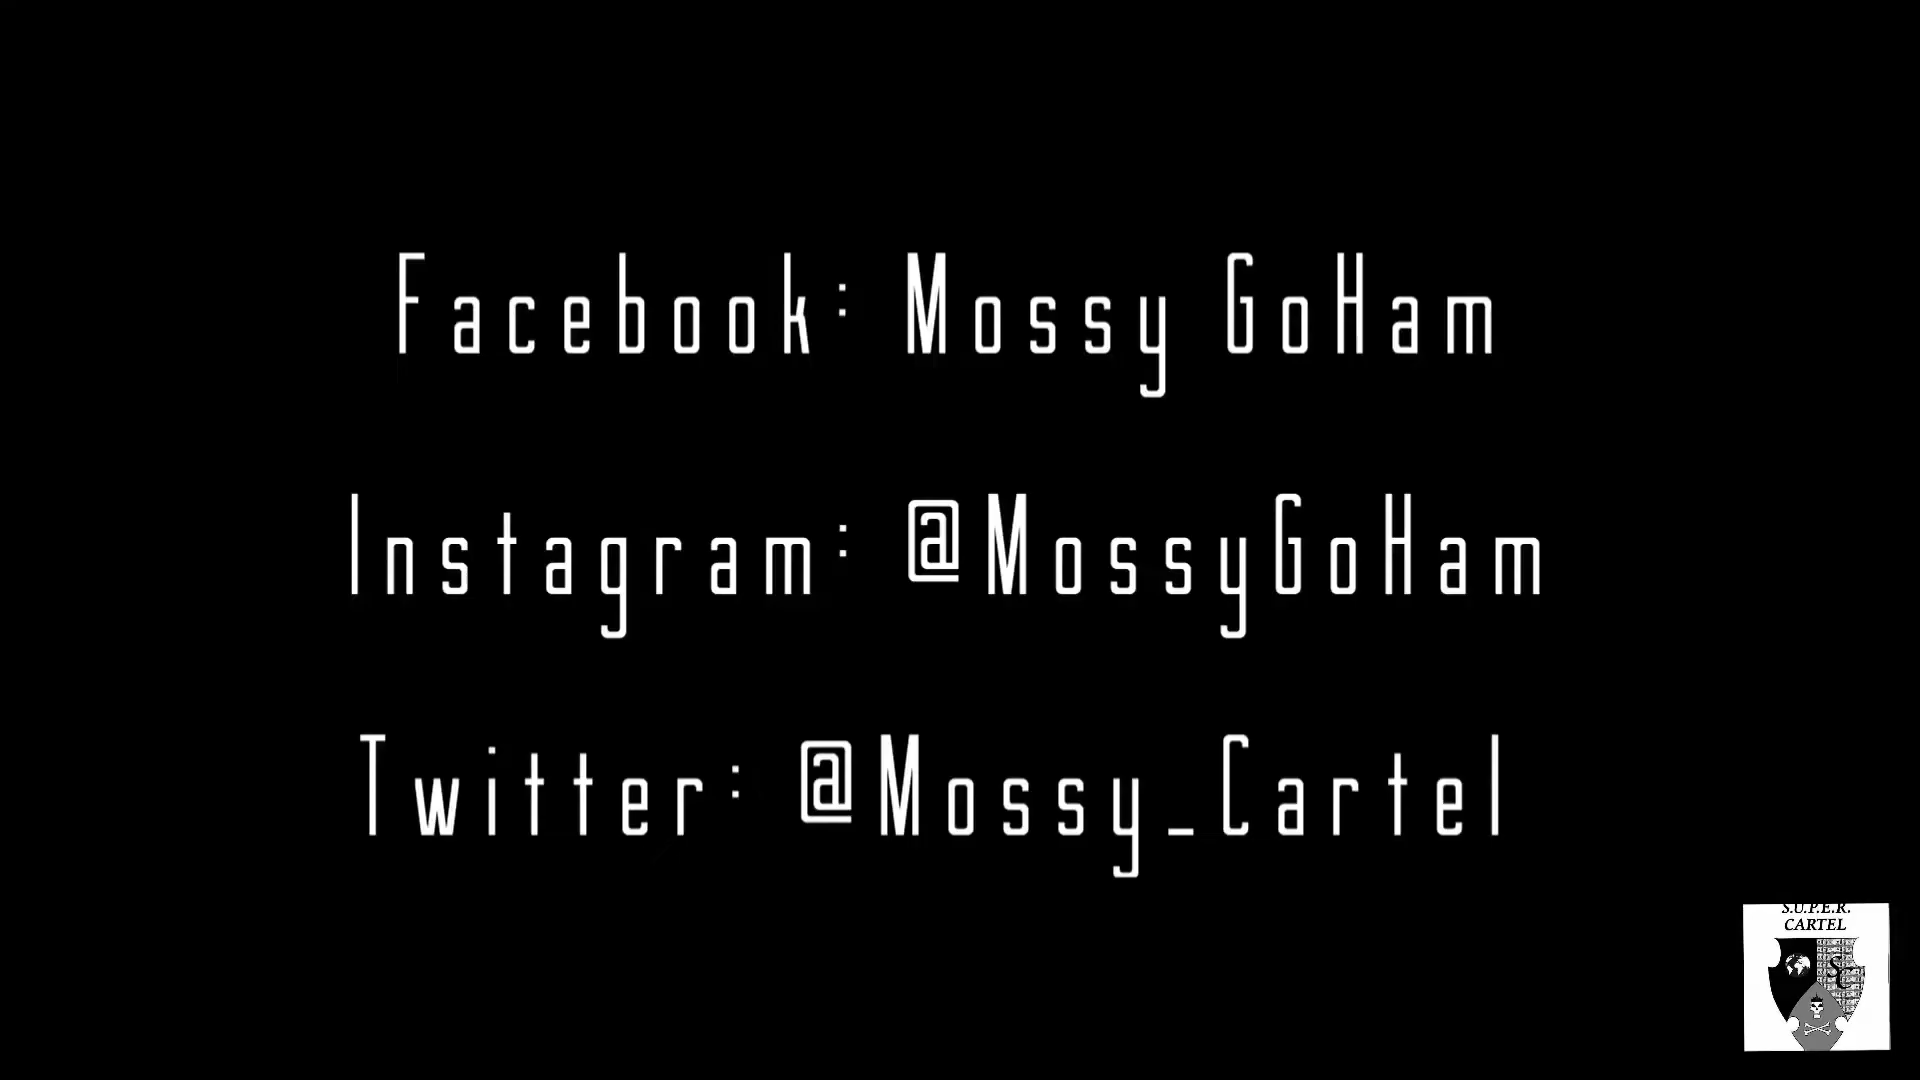 Facebook: Mossy GoHam
Instagram: @MossyGoHam
Twitter: @Mossy_Cartel
S.U.P.E.R.
CARTEL